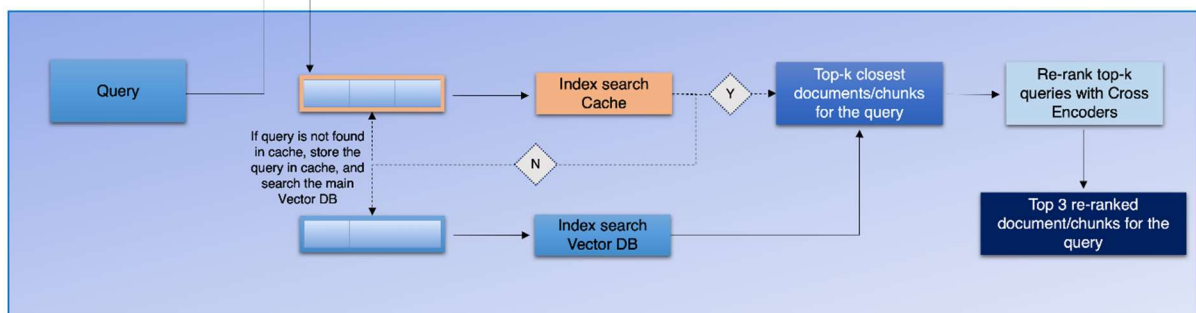 Query
Index search
Cache
Y
Top-k closest
documents/chunks
for the query
Re-rank top-k
queries with Cross
Encoders
If query is not found
in cache, store the
query in cache, and
search the main
Vector DB
N
Index search
Vector DB
Top 3 re-ranked
document/chunks for the
query